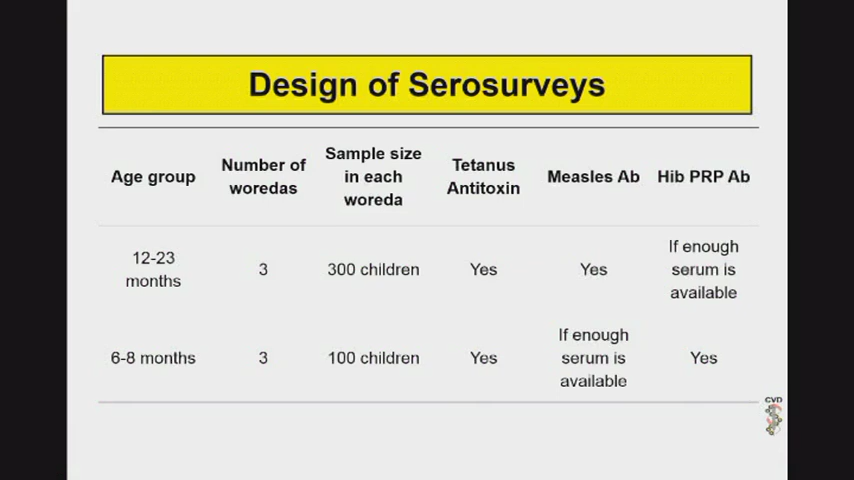 Design of Serosurveys
Age group
Number of
woredas
Sample size
in each
woreda
Tetanus
Antitoxin
Measles Ab
Hib PRP Ab
12-23
months
3
300 children
Yes
Yes
If enough
serum is
available
6-8 months
3
100 children
Yes
If enough
serum is
available
Yes
CVD